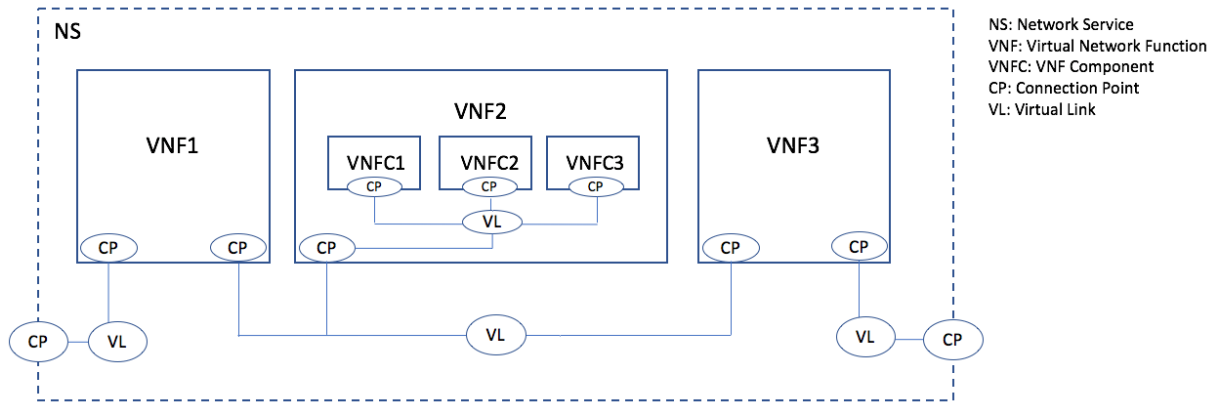 NS
NS: Network Service
VNF: Virtual Network Function
VNFC: VNF Component
CP: Connection Point
VL: Virtual Link
VNF1
VNF2
VNF3
VNFC1
VNFC2
VNFC3
CP
CP
CP
VL
CP
CP
CP
CP
CP
CP
VL
VL
VL
CP